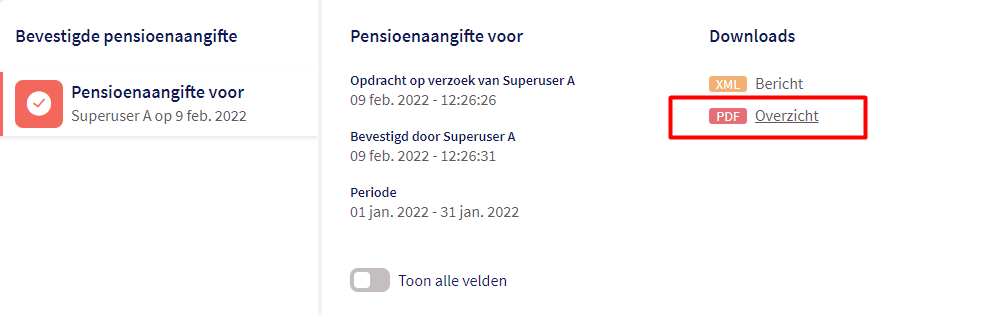 Bevestigde pensioenaangifte
Pensioenaangifte voor
Superuser A op 9 feb. 2022
Pensioenaangifte voor
Opdracht op verzoek van Superuser A
09 feb. 2022 - 12:26:26
Bevestigd door Superuser A
09 feb. 2022 - 12:26:31
Periode
01 jan. 2022 - 31 jan. 2022
Toon alle velden
Downloads
XML Bericht
PDF Overzicht